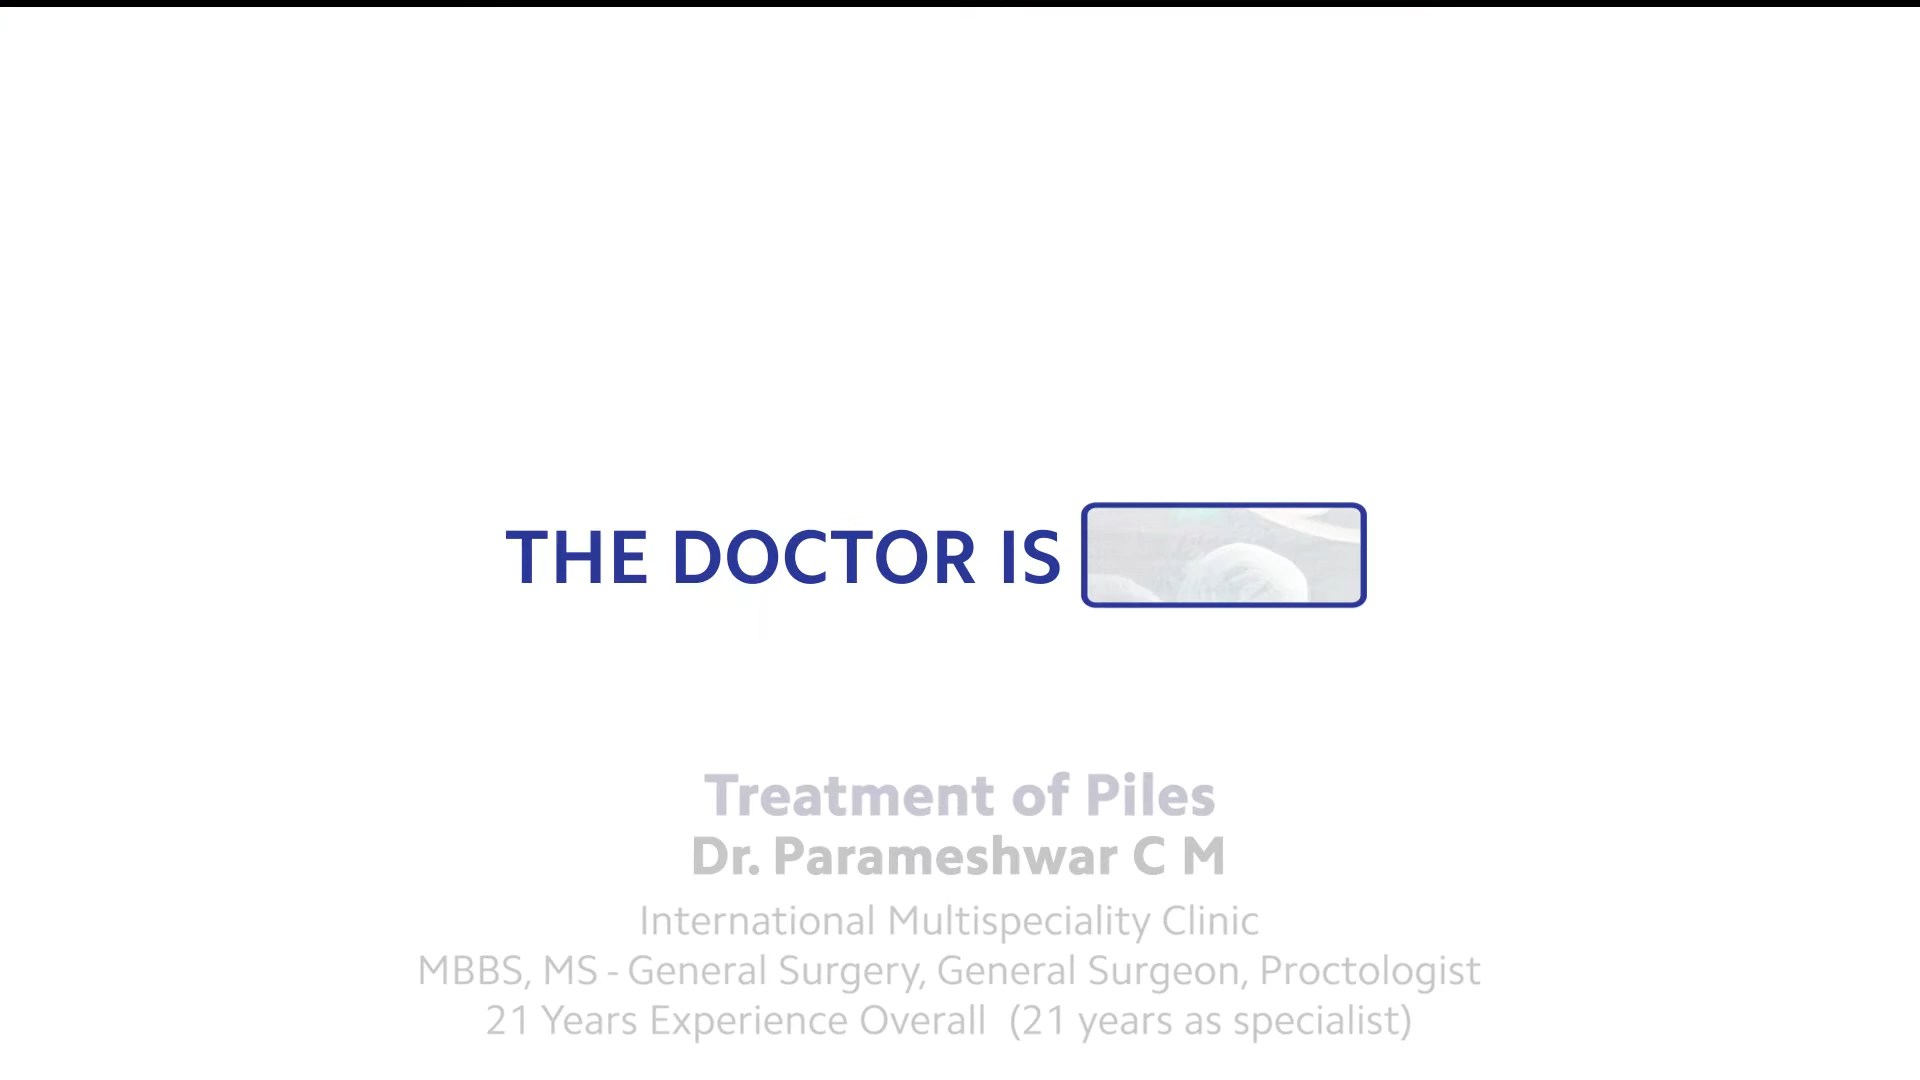 THE DOCTOR IS
Treatment of Piles
Dr. Parameshwar C M
International Multispeciality Clinic
MBBS, MS - General Surgery, General Surgeon, Proctologist
21 Years Experience Overall (21 years as specialist)